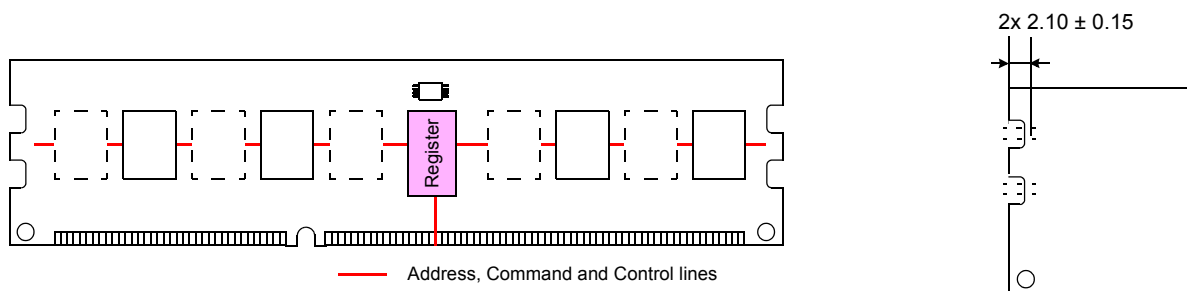 2x 2.10 ± 0.15
Register
Address, Command and Control lines